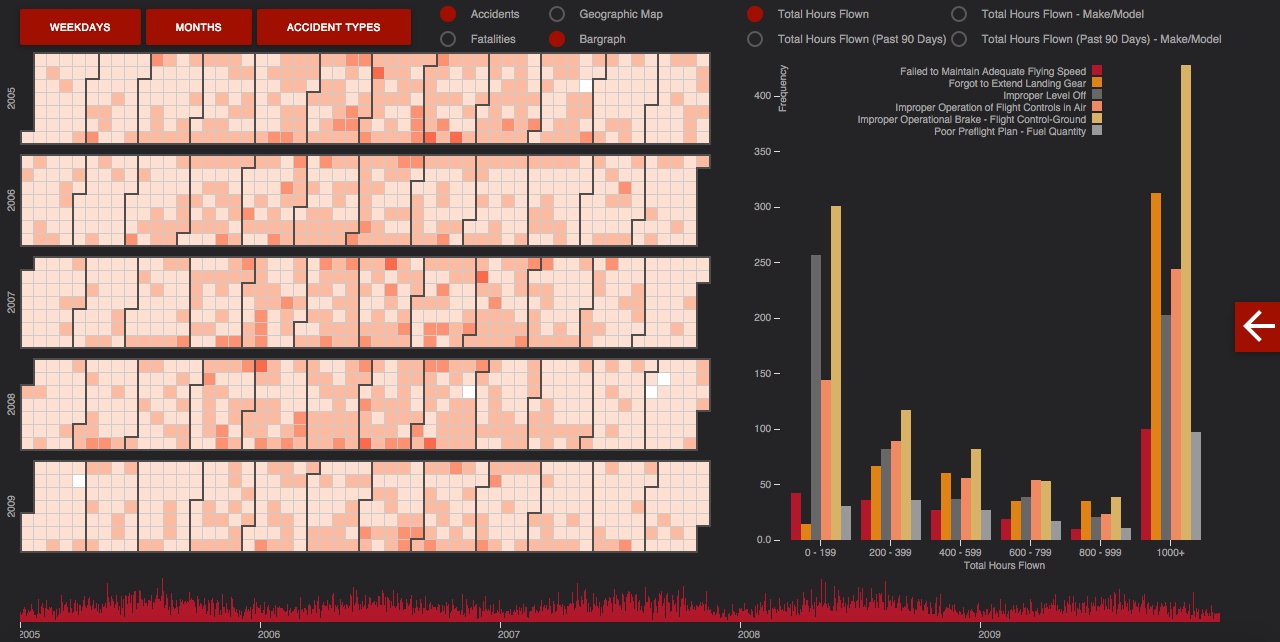 WEEKDAYS
MONTHS
ACCIDENT TYPES
Accidents
Geographic Map
Fatalities
Bargraph
Total Hours Flown
Total Hours Flown - Make/Model
Total Hours Flown (Past 90 Days)
Total Hours Flown (Past 90 Days) - Make/Model
2005
2006
2007
2008
2009
Frequency
Failed to Maintain Adequate Flying Speed
Forgot to Extend Landing Gear
Improper Level Off
Improper Operation of Flight Controls in Air
Improper Operational Brake - Flight Control-Ground
Poor Preflight Plan - Fuel Quantity
400
350
300
250
200
150
100
50
0.0
0 - 199
200 - 399
400 - 599
600 - 799
800 - 999
1000+
Total Hours Flown
2005
2006
2007
2008
2009